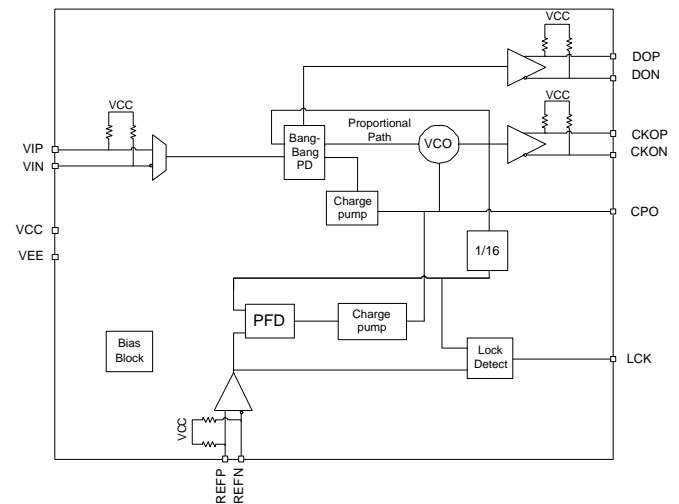 VCC
DOP
DON
VCC
VCC
CKOP
CKON
VIP
VIN
Bang-
Bang
PD
Proportional
Path
VCO
Charge
pump
CPO
VCC
VEE
1/16
PFD
Charge
pump
Bias
Block
Lock
Detect
LCK
VCC
REFP
REFN